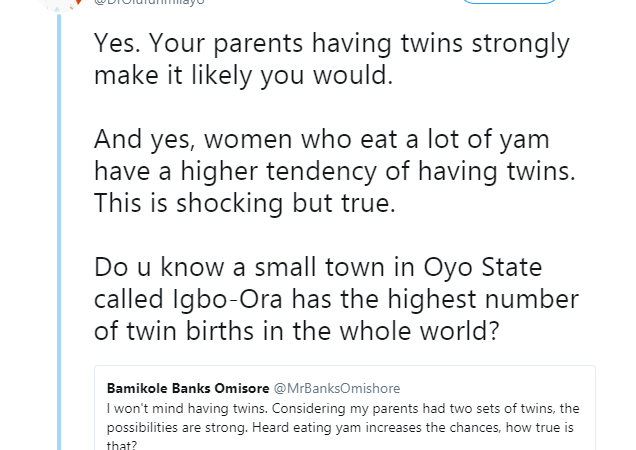 @DrOlufunmilayo
Yes. Your parents having twins strongly
make it likely you would.
And yes, women who eat a lot of yam
have a higher tendency of having twins.
This is shocking but true.
Do u know a small town in Oyo State
called Igbo-Ora has the highest number
of twin births in the whole world?
Bamikole Banks Omisore @MrBanksOmishore
I won't mind having twins. Considering my parents had two sets of twins, the
possibilities are strong. Heard eating yam increases the chances, how true is
that?